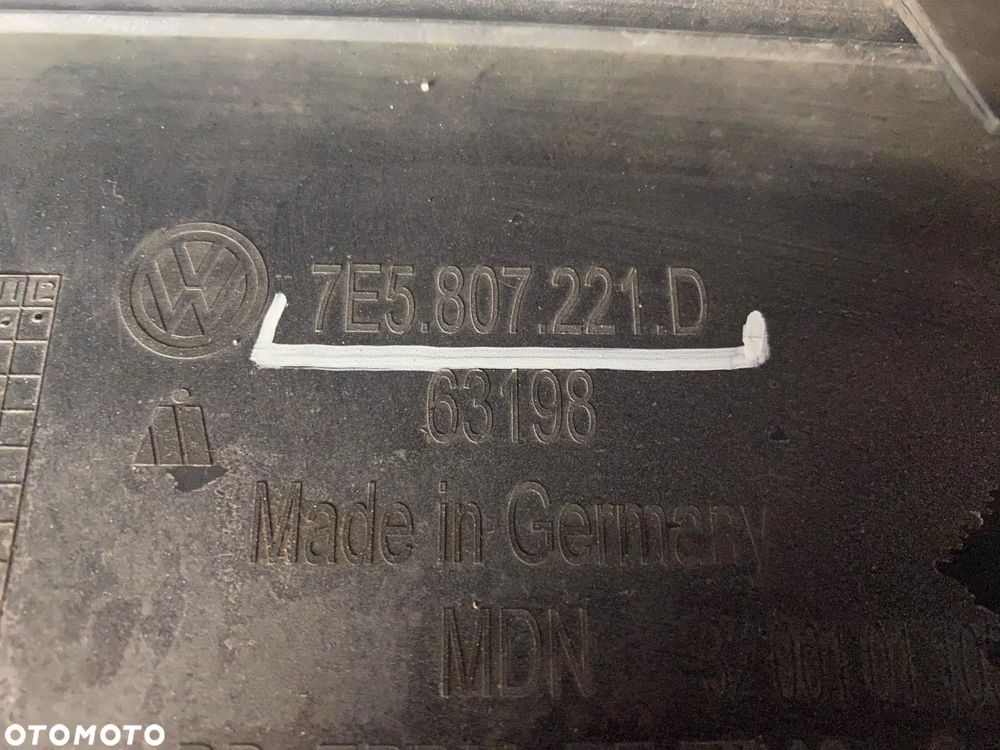 7E5.807.221.D
63198
Made in Germany
MDN
OTOMOTO